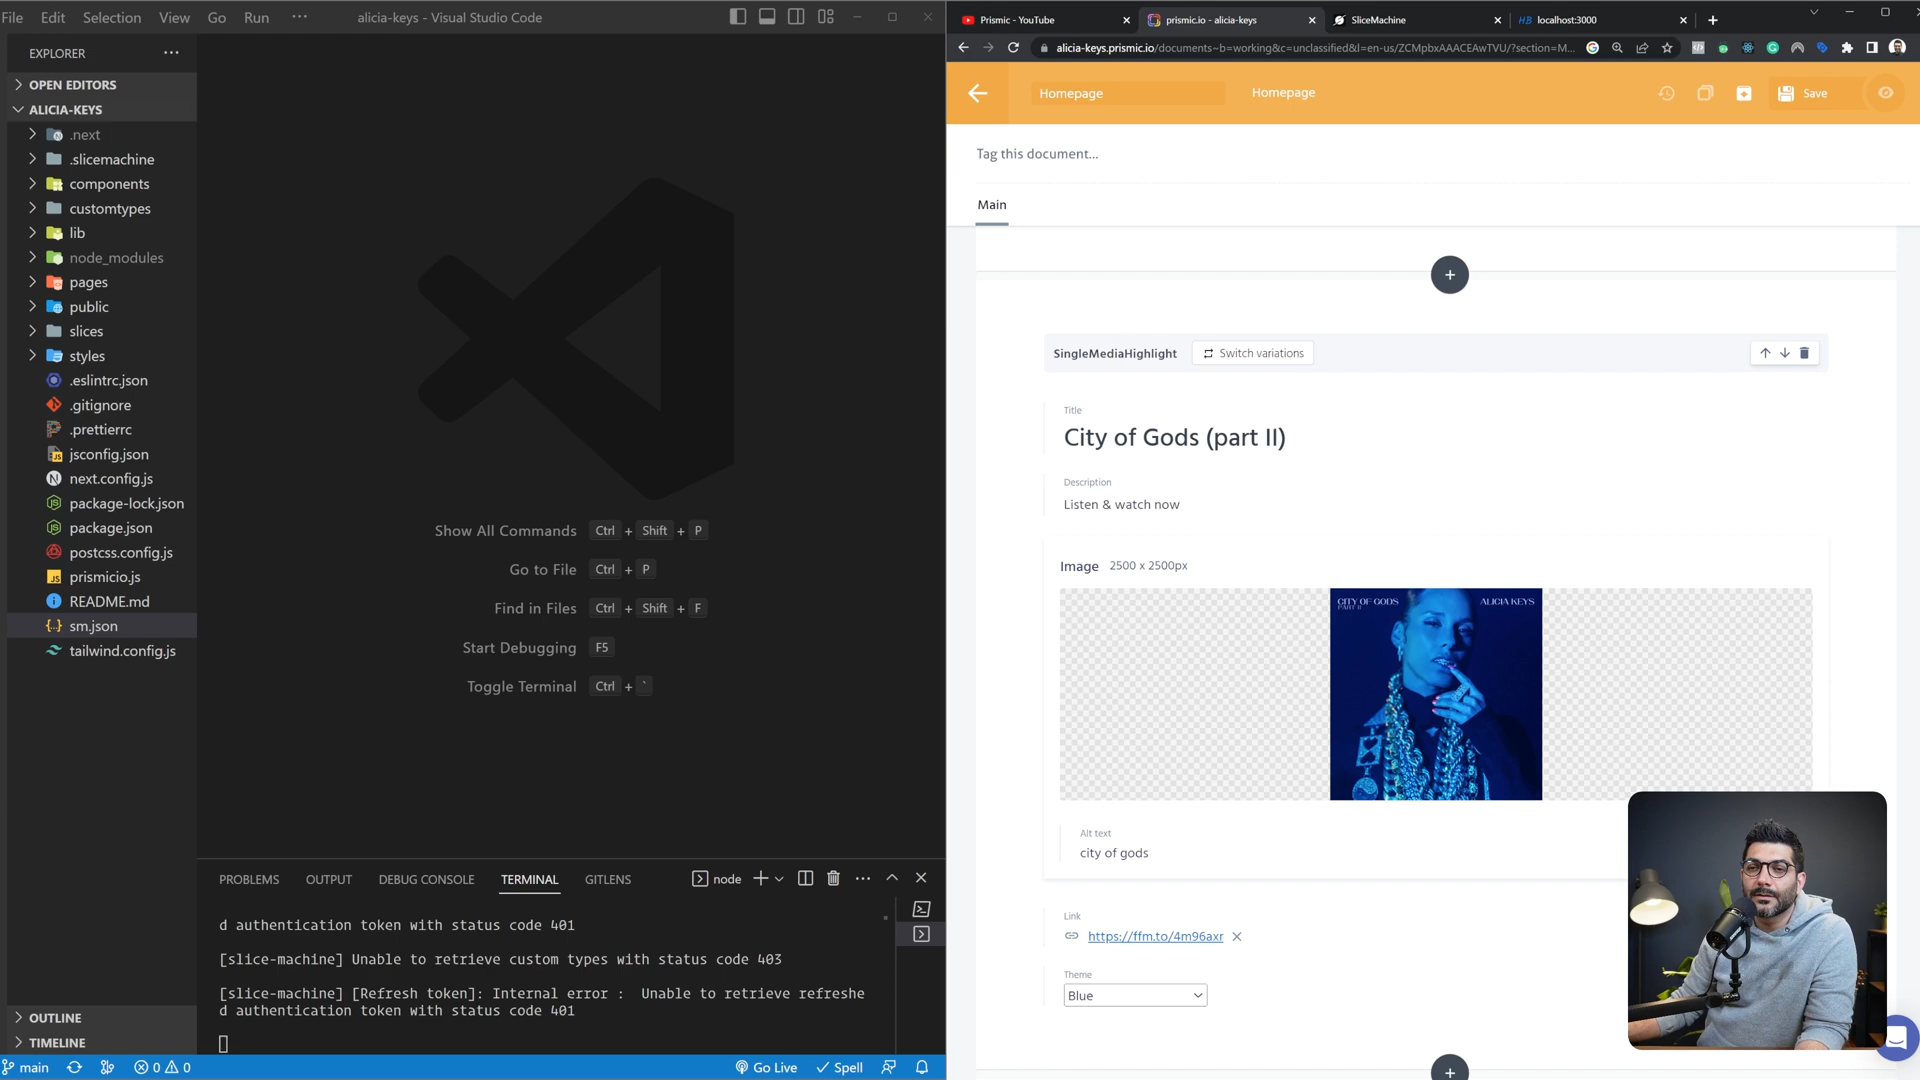 File Edit Selection View Go Run ··· alicia-keys - Visual Studio Code
EXPLORER
OPEN EDITORS
ALICIA-KEYS
.next
.slicemachine
components
customtypes
lib
node_modules
pages
public
slices
styles
.eslintrc.json
.gitignore
.prettierrc
jsconfig.json
next.config.js
package-lock.json
package.json
postcss.config.js
prismicio.js
README.md
sm.json
tailwind.config.js
OUTLINE
TIMELINE
Show All Commands Ctrl + Shift + P
Go to File Ctrl + P
Find in Files Ctrl + Shift + F
Start Debugging F5
Toggle Terminal Ctrl + `
PROBLEMS OUTPUT DEBUG CONSOLE TERMINAL GITLENS node
d authentication token with status code 401
[slice-machine] Unable to retrieve custom types with status code 403
[slice-machine] [Refresh token]: Internal error :  Unable to retrieve refreshe
d authentication token with status code 401
main 0 0 Go Live Spell
Prismic - YouTube prismic.io - alicia-keys SliceMachine HB localhost:3000
alicia-keys.prismic.io/documents~b=working&c=unclassified&l=en-us/ZCMpbxAAACEAwTVU/?section=M...
Homepage Homepage Save
Tag this document...
Main
SingleMediaHighlight Switch variations
Title
City of Gods (part II)
Description
Listen & watch now
Image 2500 x 2500px
CITY OF GODS ALICIA KEYS
PART II
Alt text
city of gods
Link
https://ffm.to/4m96axr
Theme
Blue